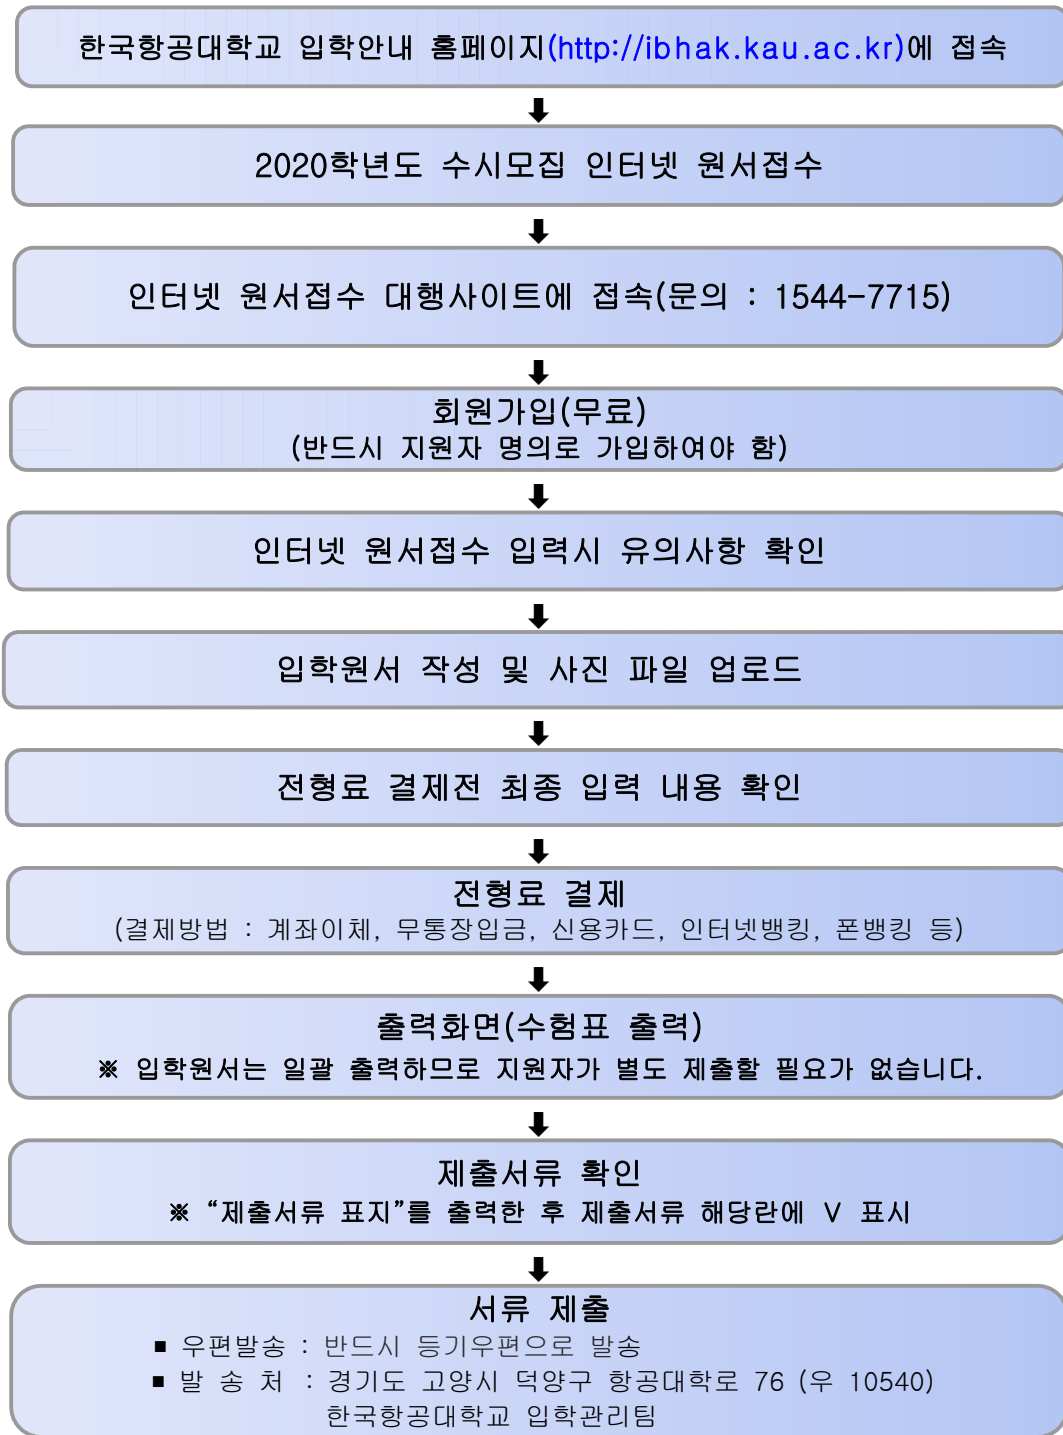 한국항공대학교 입학안내 홈페이지(http://ibhak.kau.ac.kr)에 접속
2020학년도 수시모집 인터넷 원서접수
인터넷 원서접수 대행사이트에 접속(문의 : 1544-7715)
회원가입(무료)
(반드시 지원자 명의로 가입하여야 함)
인터넷 원서접수 입력시 유의사항 확인
입학원서 작성 및 사진 파일 업로드
전형료 결제전 최종 입력 내용 확인
전형료 결제
(결제방법 : 계좌이체, 무통장입금, 신용카드, 인터넷뱅킹, 폰뱅킹 등)
출력화면(수험표 출력)
※ 입학원서는 일괄 출력하므로 지원자가 별도 제출할 필요가 없습니다.
제출서류 확인
※ “제출서류 표지”를 출력한 후 제출서류 해당란에 V 표시
서류 제출
■ 우편발송 : 반드시 등기우편으로 발송
■ 발 송 처 : 경기도 고양시 덕양구 항공대학로 76 (우 10540)
한국항공대학교 입학관리팀